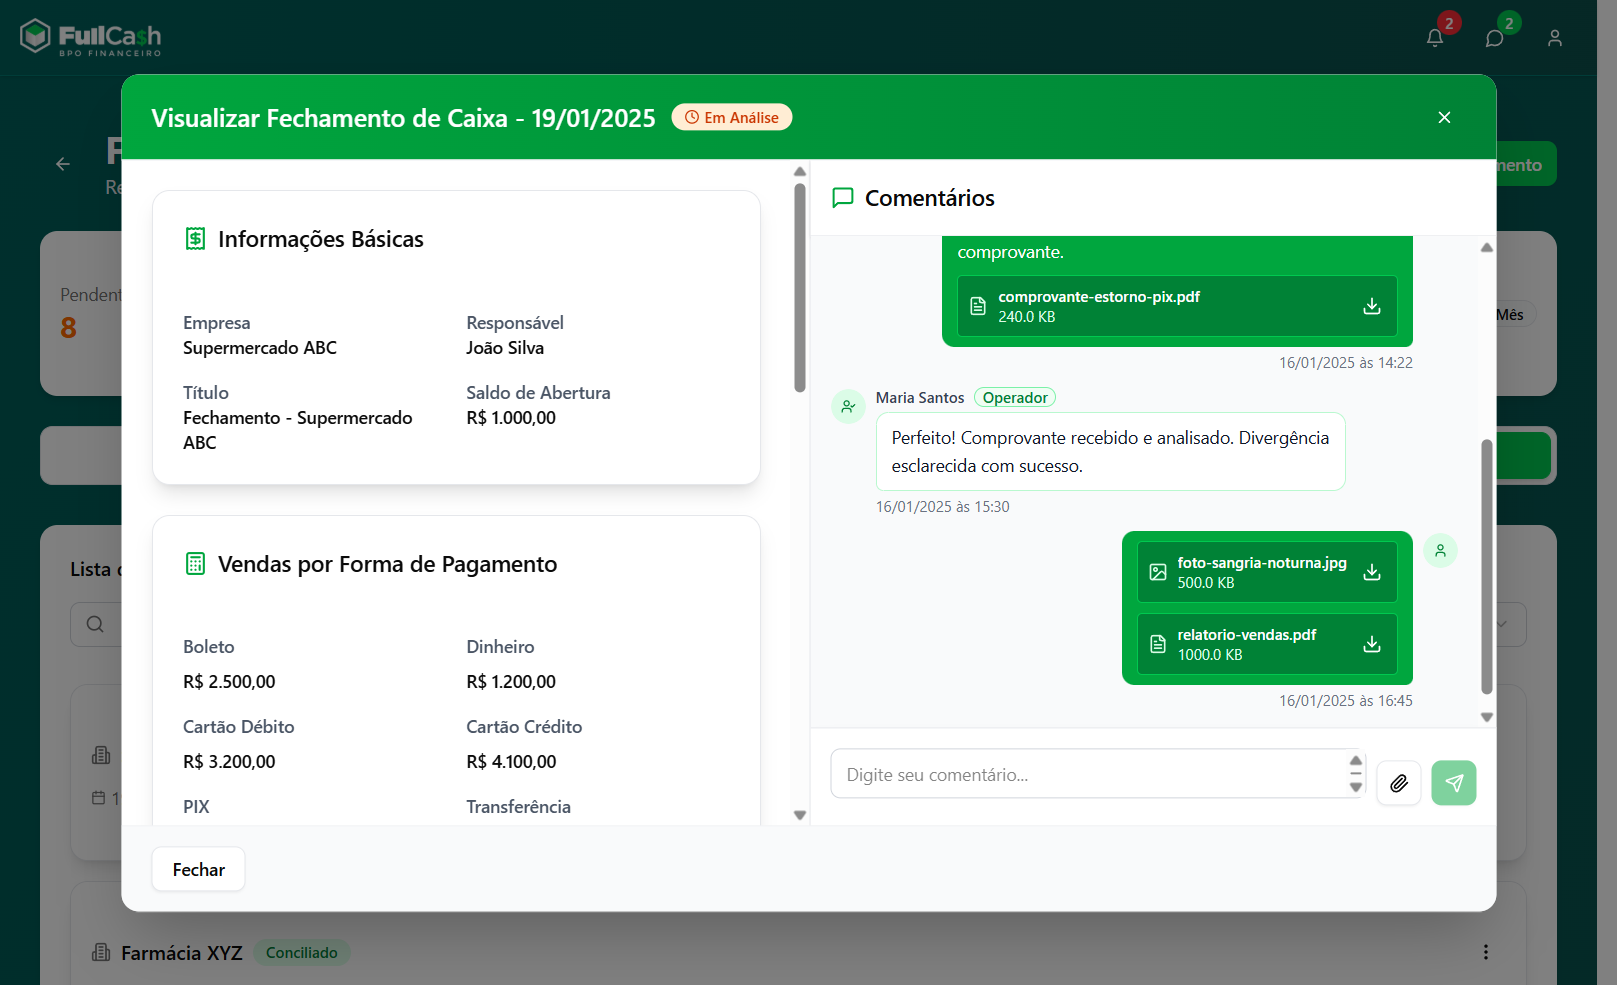 FullCash
BPO FINANCEIRO
2
2
Visualizar Fechamento de Caixa - 19/01/2025
Em Análise
Pendent
8
mento
Mês
Lista
Informações Básicas
Empresa
Supermercado ABC
Responsável
João Silva
Título
Fechamento - Supermercado
ABC
Saldo de Abertura
R$ 1.000,00
Vendas por Forma de Pagamento
Boleto
R$ 2.500,00
Dinheiro
R$ 1.200,00
Cartão Débito
R$ 3.200,00
Cartão Crédito
R$ 4.100,00
PIX
Transferência
Comentários
comprovante.
comprovante-estorno-pix.pdf
240.0 KB
16/01/2025 às 14:22
Maria Santos
Operador
Perfeito! Comprovante recebido e analisado. Divergência
esclarecida com sucesso.
16/01/2025 às 15:30
foto-sangria-noturna.jpg
500.0 KB
relatorio-vendas.pdf
1000.0 KB
16/01/2025 às 16:45
Digite seu comentário...
Fechar
Farmácia XYZ
Conciliado